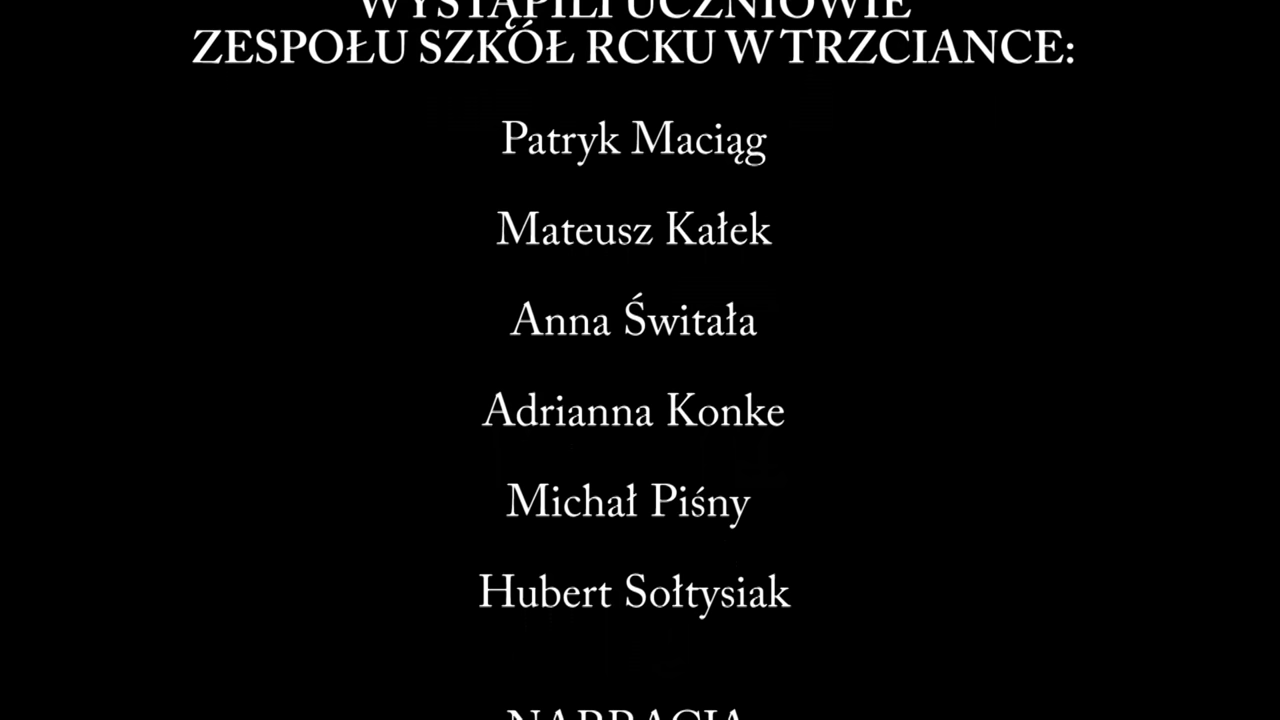 WYSTĄPILI UCZNIOWIE
ZESPOŁU SZKÓŁ RCKU W TRZCIANCE:
Patryk Maciąg
Mateusz Kałek
Anna Świtała
Adrianna Konke
Michał Piśny
Hubert Sołtysiak
NARRACJA